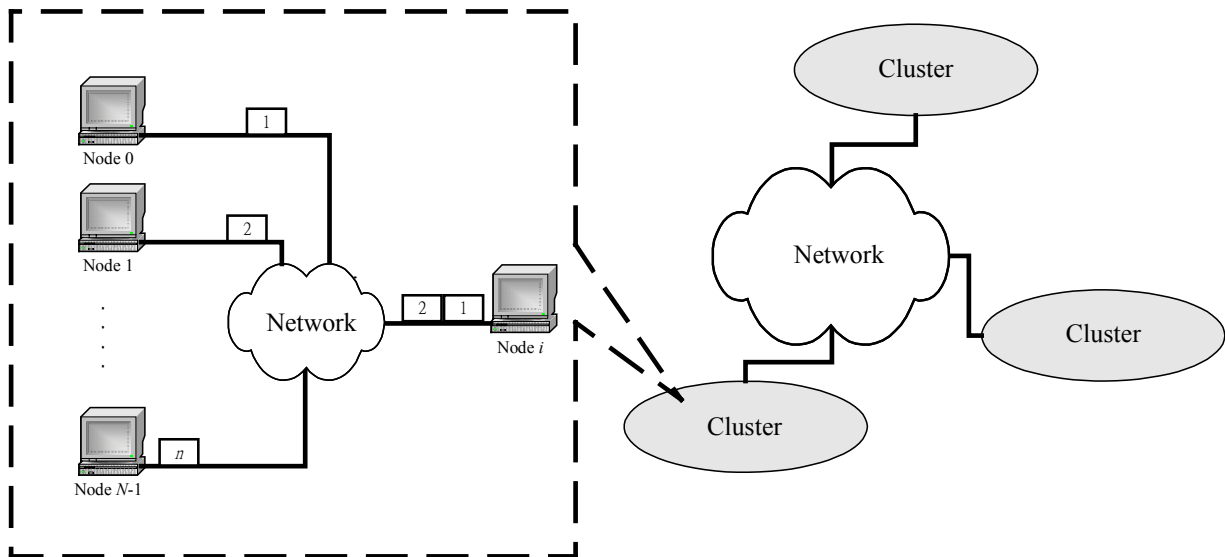 1
Node 0
2
Node 1
Network
2 1
Node i
n
Node N-1
Cluster
Network
Cluster
Cluster